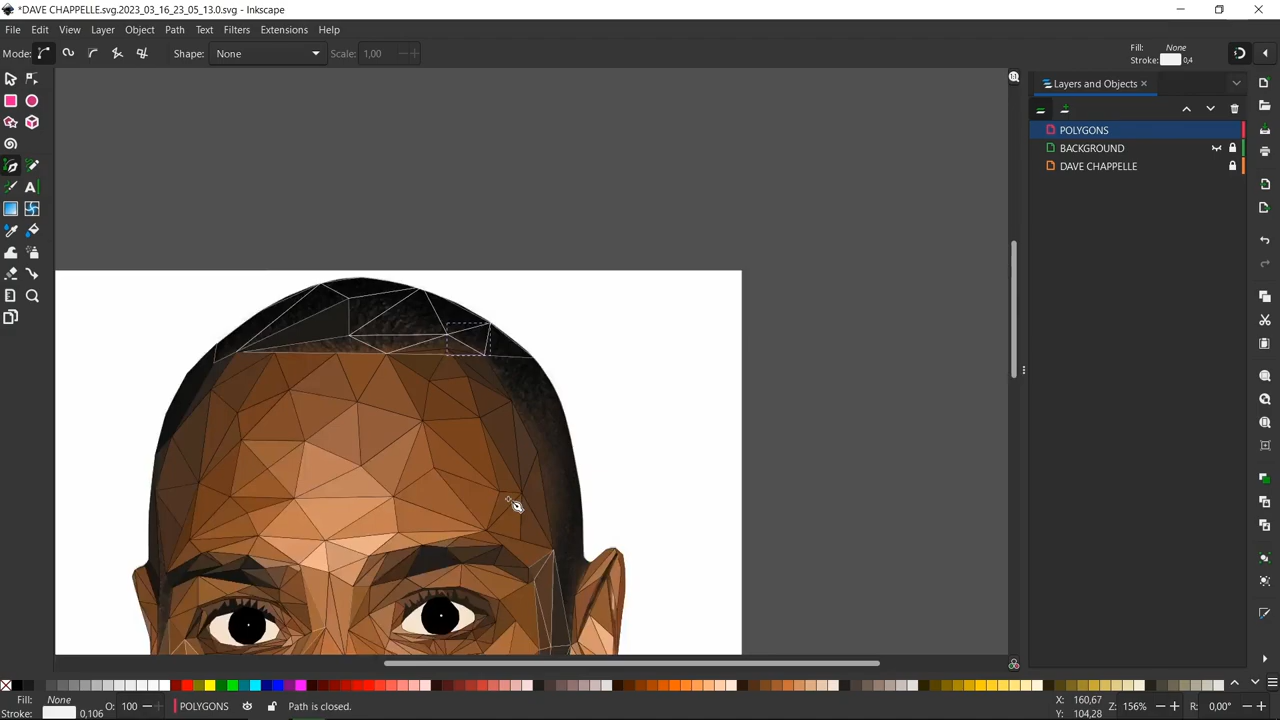 *DAVE CHAPPELLE.svg.2023_03_16_23_05_13.0.svg - Inkscape
File Edit View Layer Object Path Text Filters Extensions Help
Mode: Shape: None Scale: 1,00 Fill: None
Stroke: 0,4
Layers and Objects
POLYGONS
BACKGROUND
DAVE CHAPPELLE
Fill: None
Stroke: 0,106
O: 100
POLYGONS
Path is closed.
X: 160,67
Y: 104,28
Z: 156%
R: 0,00°